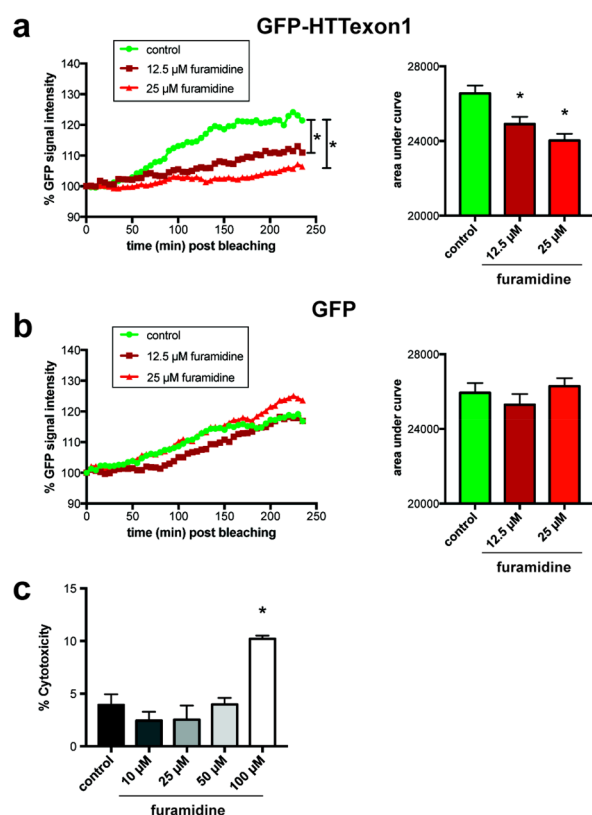 a
GFP-HTTexon1
control
12.5 µM furamidine
25 µM furamidine
% GFP signal intensity
140
130
120
110
100
90
*
*
0 50 100 150 200 250
time (min) post bleaching
area under curve
28000
26000
24000
20000
*
*
control
12.5 µM
25 µM
furamidine
b
GFP
control
12.5 µM furamidine
25 µM furamidine
% GFP signal intensity
140
130
120
110
100
90
0 50 100 150 200 250
time (min) post bleaching
area under curve
28000
24000
20000
control
12.5 µM
25 µM
furamidine
c
% Cytotoxicity
15
10
5
0
*
control
10 µM
25 µM
50 µM
100 µM
furamidine